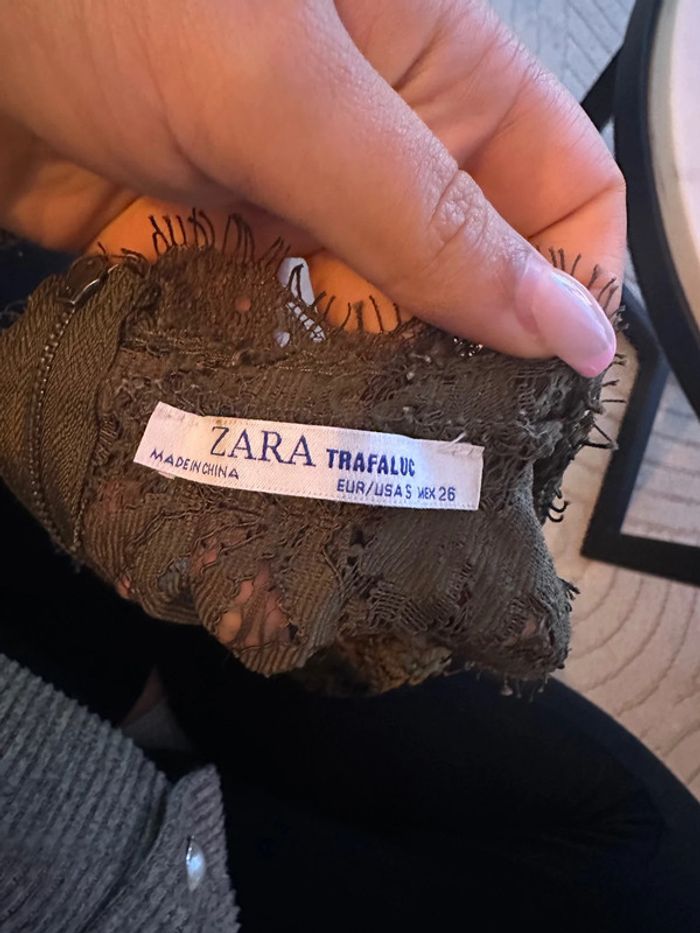 ZARA TRAFALUC
MADE IN CHINA
EUR/USA S MEX 26